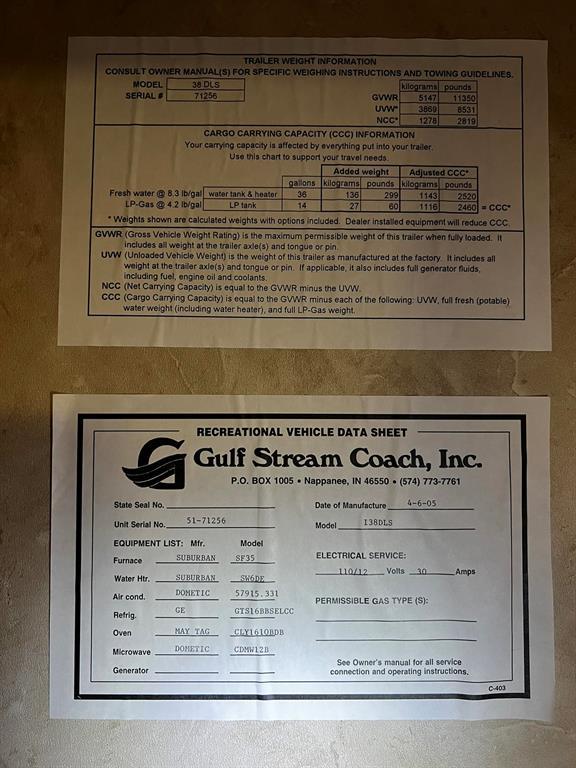 TRAILER WEIGHT INFORMATION
CONSULT OWNER MANUAL(S) FOR SPECIFIC WEIGHING INSTRUCTIONS AND TOWING GUIDELINES.
MODEL 38 DLS
SERIAL # 71256
kilograms pounds
GVWR 5147 11350
UVW* 3869 8531
NCC* 1278 2819
CARGO CARRYING CAPACITY (CCC) INFORMATION
Your carrying capacity is affected by everything put into your trailer.
Use this chart to support your travel needs.
Added weight Adjusted CCC*
gallons kilograms pounds kilograms pounds
Fresh water @ 8.3 lb/gal water tank & heater 36 136 299 1143 2520
LP-Gas @ 4.2 lb/gal LP tank 14 27 60 1116 2460 = CCC*
* Weights shown are calculated weights with options included. Dealer installed equipment will reduce CCC.
GVWR (Gross Vehicle Weight Rating) is the maximum permissible weight of this trailer when fully loaded. It
includes all weight at the trailer axle(s) and tongue or pin.
UVW (Unloaded Vehicle Weight) is the weight of this trailer as manufactured at the factory. It includes all
weight at the trailer axle(s) and tongue or pin. If applicable, it also includes full generator fluids,
including fuel, engine oil and coolants.
NCC (Net Carrying Capacity) is equal to the GVWR minus the UVW.
CCC (Cargo Carrying Capacity) is equal to the GVWR minus each of the following: UVW, full fresh (potable)
water weight (including water heater), and full LP-Gas weight.
RECREATIONAL VEHICLE DATA SHEET
Gulf Stream Coach, Inc.
P.O. BOX 1005 • Nappanee, IN 46550 • (574) 773-7761
State Seal No.
Date of Manufacture 4-6-05
Unit Serial No. 51-71256
Model I38DLS
EQUIPMENT LIST: Mfr. Model
Furnace SUBURBAN SF35
Water Htr. SUBURBAN SW6DE
Air cond. DOMETIC 57915.331
Refrig. GE GTS16BBSELCC
Oven MAY TAG CLY1610BDB
Microwave DOMETIC CDMW12B
Generator
ELECTRICAL SERVICE:
110/12 Volts 30 Amps
PERMISSIBLE GAS TYPE (S):
See Owner's manual for all service
connection and operating instructions.
C-403